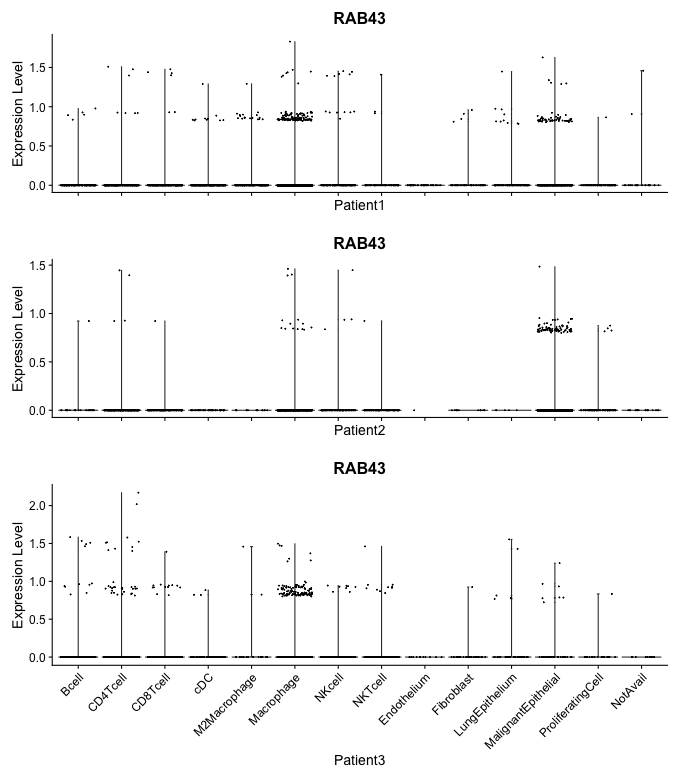 RAB43
Expression Level
1.5
1.0
0.5
0.0
Patient1
RAB43
Expression Level
1.5
1.0
0.5
0.0
Patient2
RAB43
Expression Level
2.0
1.5
1.0
0.5
0.0
Bcell
CD4Tcell
CD8Tcell
cDC
M2Macrophage
Macrophage
NKcell
NKTcell
Endothelium
Fibroblast
LungEpithelium
MalignantEpithelial
ProliferatingCell
NotAvail
Patient3